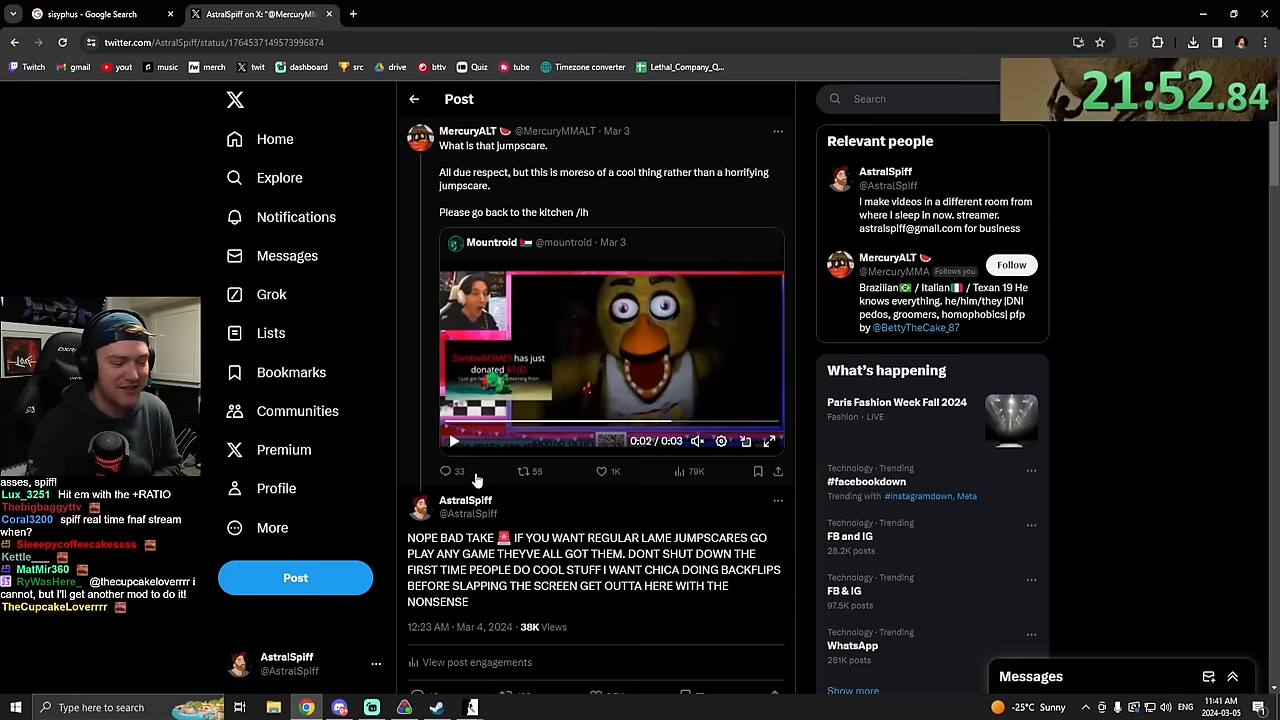 sisyphus - Google Search
AstralSpiff on X: "@MercuryMM
twitter.com/AstralSpiff/status/1764537149573996874
Twitch
gmail
yout
music
merch
twit
dashboard
src
drive
bttv
Quiz
tube
Timezone converter
Lethal_Company_Q...
21:52.84
Home
Explore
Notifications
Messages
Grok
Lists
Bookmarks
Communities
Premium
Profile
More
Post
AstralSpiff
@AstralSpiff
Post
MercuryALT 🍉 @MercuryMMALT · Mar 3
What is that jumpscare.
All due respect, but this is moreso of a cool thing rather than a horrifying
jumpscare.
Please go back to the kitchen /lh
Mountroid 🇵🇸 @mountroid · Mar 3
ZombieM3ME5 has just
donated $100
0:02 / 0:03
33
55
1K
79K
AstralSpiff
@AstralSpiff
NOPE BAD TAKE 🚨 IF YOU WANT REGULAR LAME JUMPSCARES GO
PLAY ANY GAME THEYVE ALL GOT THEM. DONT SHUT DOWN THE
FIRST TIME PEOPLE DO COOL STUFF I WANT CHICA DOING BACKFLIPS
BEFORE SLAPPING THE SCREEN GET OUTTA HERE WITH THE
NONSENSE
12:23 AM · Mar 4, 2024 · 38K Views
View post engagements
Search
Relevant people
AstralSpiff
@AstralSpiff
I make videos in a different room from
where I sleep in now. streamer.
astralspiff@gmail.com for business
MercuryALT 🍉
@MercuryMMA Follows you
Follow
Brazilian🇧🇷 / Italian🇮🇹 / Texan 19 He
knows everything. he/him/they |DNI
pedos, groomers, homophobics| pfp
by @BettyTheCake_87
What's happening
Paris Fashion Week Fall 2024
Fashion · LIVE
Technology · Trending
#facebookdown
Trending with #instagramdown, Meta
Technology · Trending
FB and IG
28.2K posts
Technology · Trending
FB & IG
97.5K posts
Technology · Trending
WhatsApp
261K posts
Show more
Messages
asses, spiff!
Lux_3251 Hit em with the +RATIO
Thebigbaggyttv
Coral3200 spiff real time fnaf stream
when?
Sleeepycoffeecakessss
Kettle___
MatMir360
RyWasHere_ @thecupcakeloverrrr i
cannot, but I'll get another mod to do it!
TheCupcakeLoverrrr
Type here to search
-25°C Sunny
ENG
11:41 AM
2024-03-05